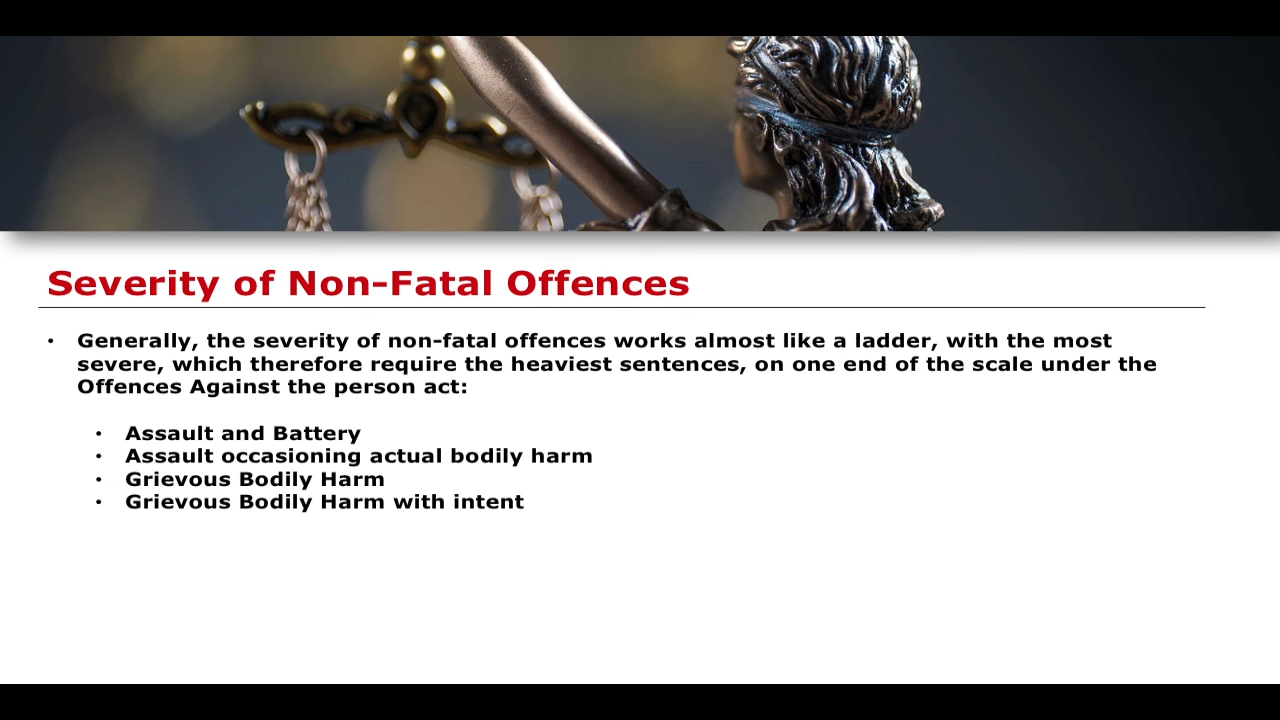 Severity of Non-Fatal Offences
• Generally, the severity of non-fatal offences works almost like a ladder, with the most
severe, which therefore require the heaviest sentences, on one end of the scale under the
Offences Against the person act:
• Assault and Battery
• Assault occasioning actual bodily harm
• Grievous Bodily Harm
• Grievous Bodily Harm with intent